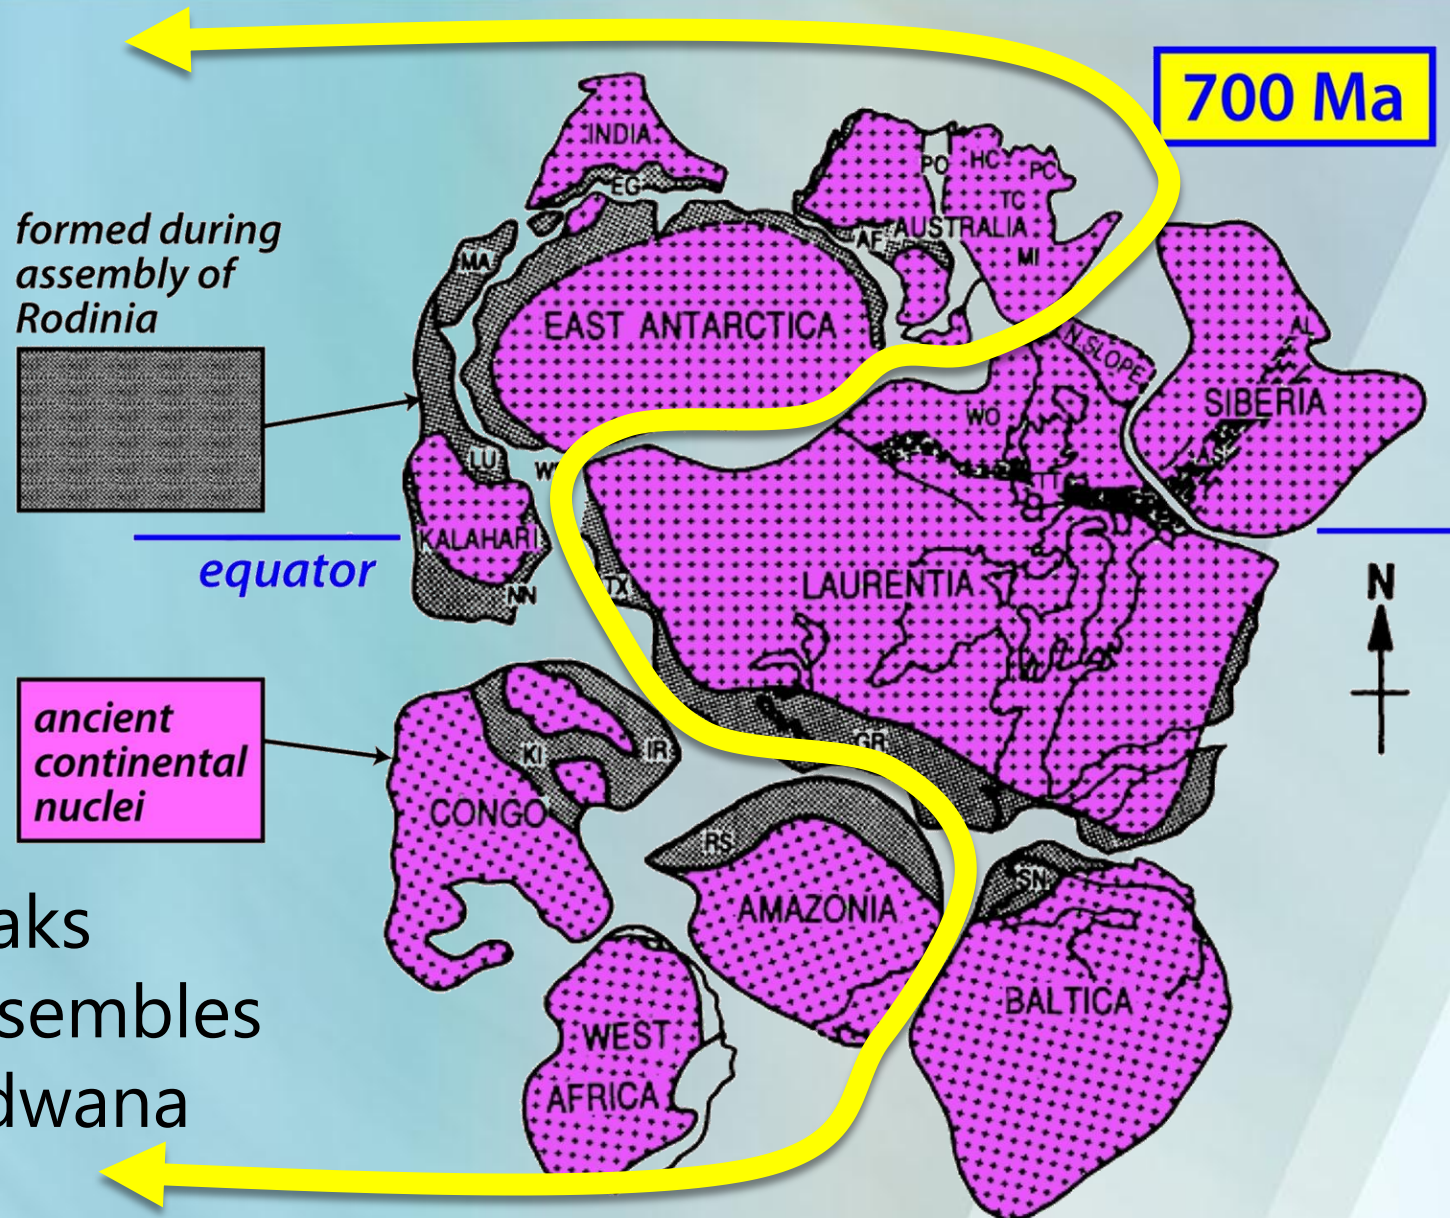 700 Ma
INDIA
EG
PO
HC
PC
TC
AUSTRALIA
AF
MI
formed during
assembly of
Rodinia
MA
EAST ANTARCTICA
N. SLOPE
AL
SIBERIA
WO
AS
LU
TT
KALAHARI
equator
NN
TX
LAURENTIA
N
ancient
continental
nuclei
KI
IR
GR
CONGO
RS
AMAZONIA
SN
BALTICA
WEST
AFRICA
aks
sembles
dwana